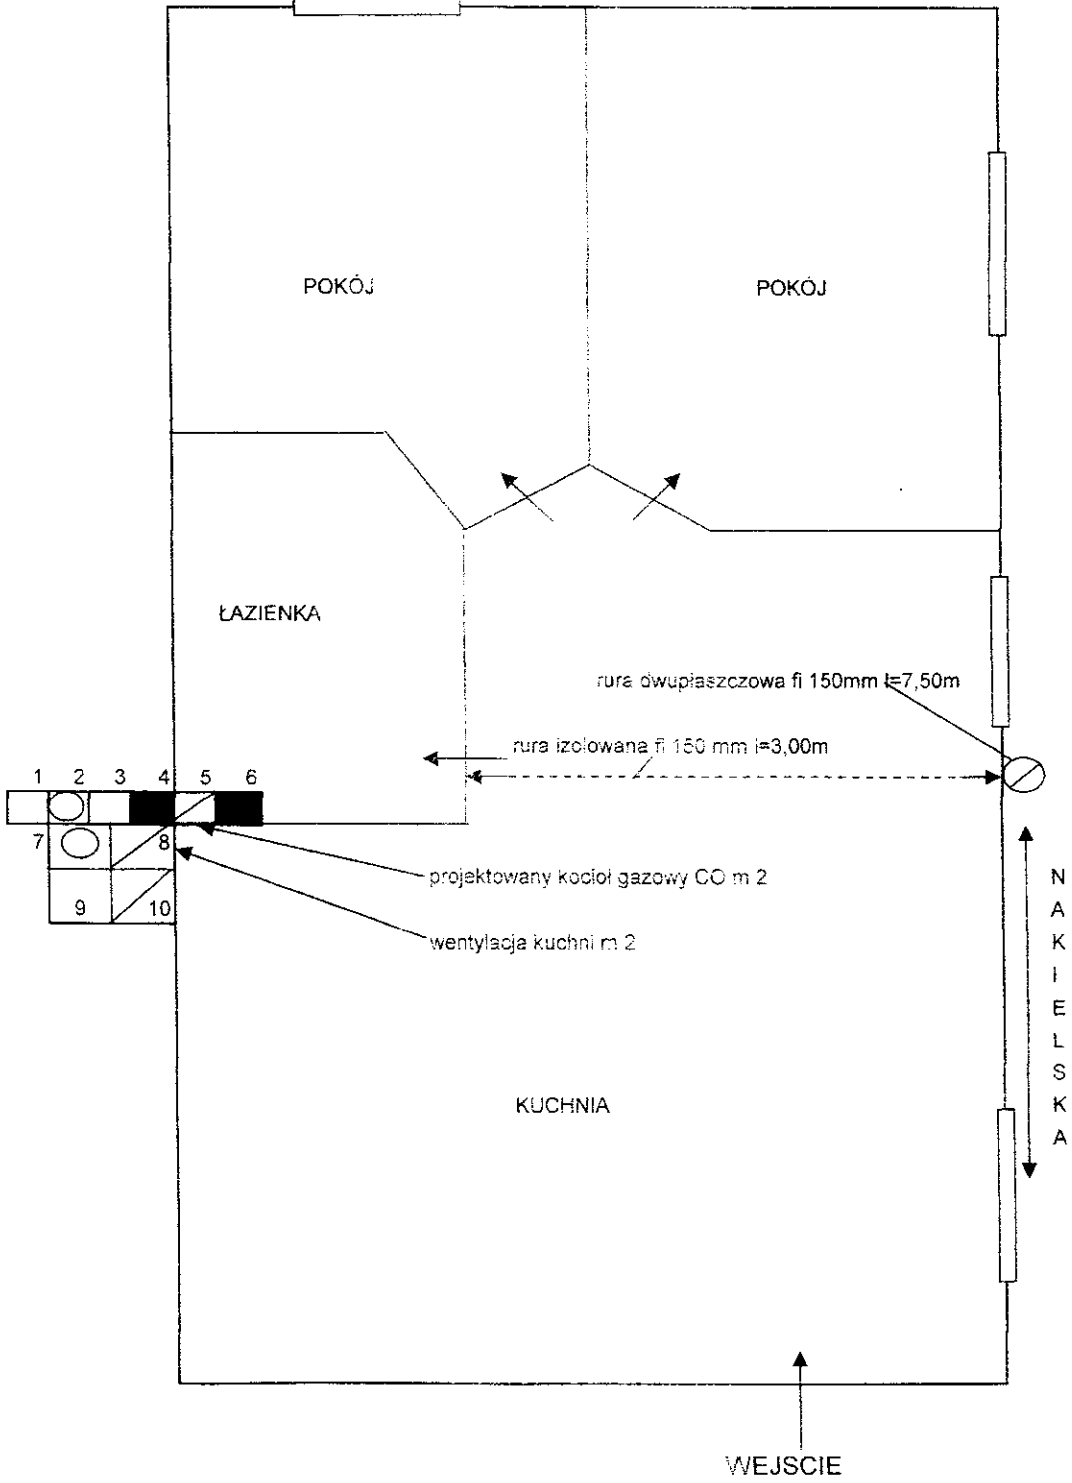 POKÓJ
POKÓJ
ŁAZIENKA
rura dwupłaszczowa fi 150mm l=7,50m
rura izolowana fi 150 mm l=3,00m
1 2 3 4 5 6
7 8
projektowany kocioł gazowy CO m 2
9 10
wentylacja kuchni m 2
N
A
K
I
E
L
S
K
A
KUCHNIA
WEJSCIE